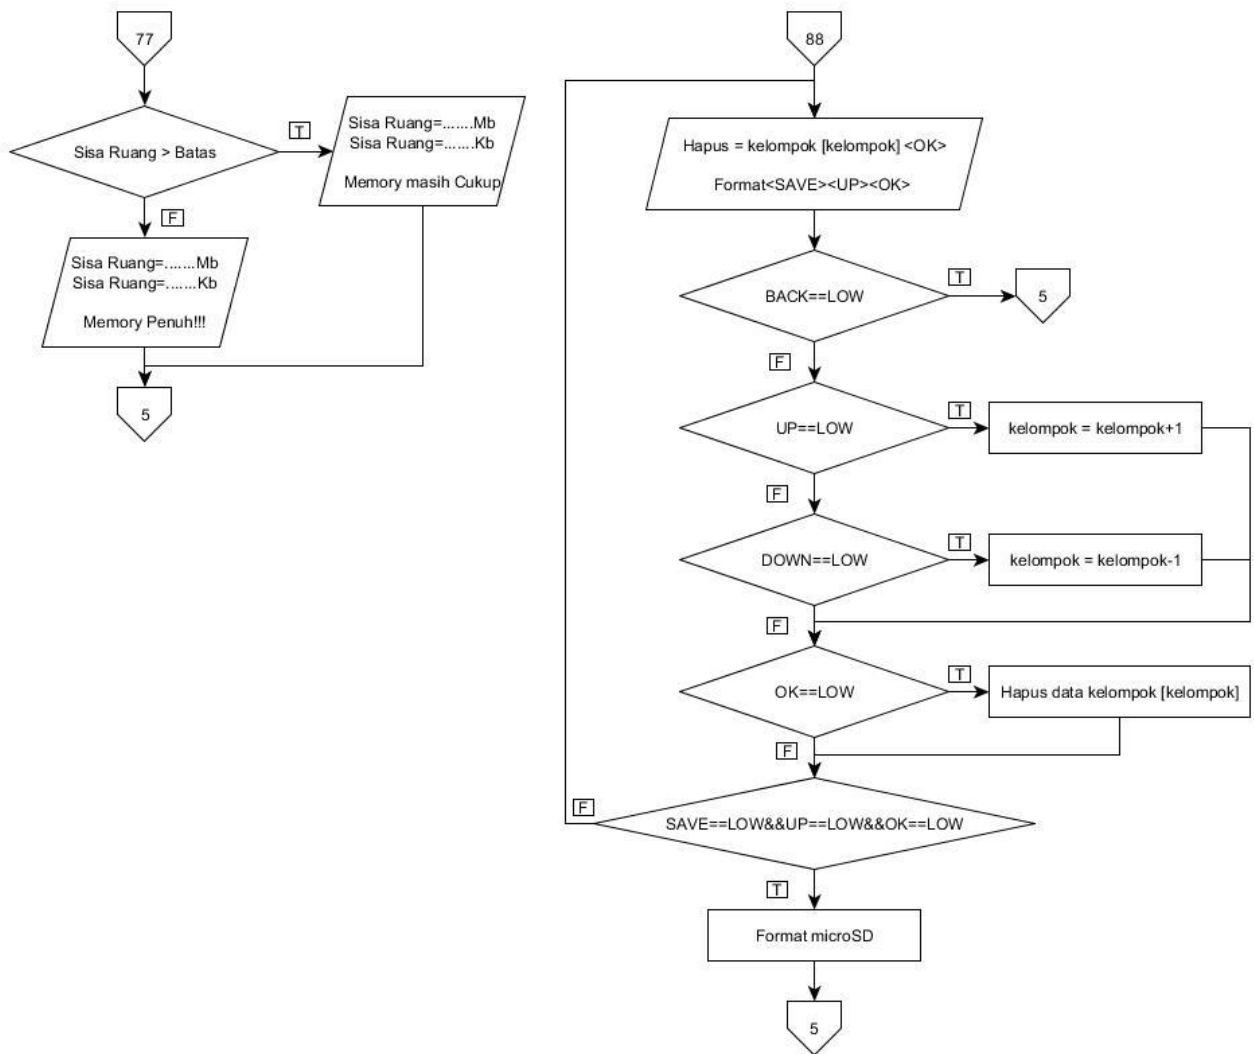 77
Sisa Ruang > Batas
T
Sisa Ruang=.......Mb
Sisa Ruang=.......Kb
Memory masih Cukup
F
Sisa Ruang=.......Mb
Sisa Ruang=.......Kb
Memory Penuh!!!
5
88
Hapus = kelompok [kelompok] <OK>
Format<SAVE><UP><OK>
BACK==LOW
T
5
F
UP==LOW
T
kelompok = kelompok+1
F
DOWN==LOW
T
kelompok = kelompok-1
F
OK==LOW
T
Hapus data kelompok [kelompok]
F
SAVE==LOW&&UP==LOW&&OK==LOW
F
T
Format microSD
5